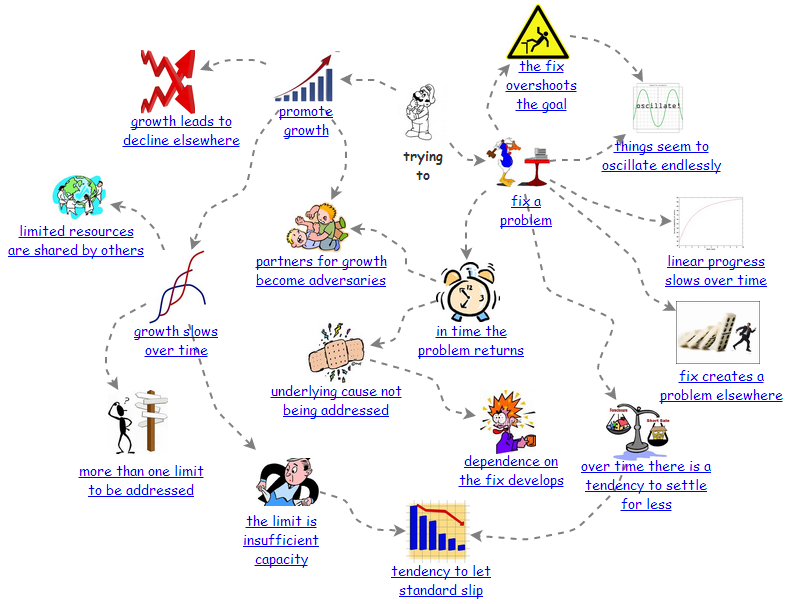 the fix
overshoots
the goal
oscillate!
things seem to
oscillate endlessly
growth leads to
decline elsewhere
promote
growth
trying
to
fix a
problem
limited resources
are shared by others
partners for growth
become adversaries
linear progress
slows over time
growth slows
over time
in time the
problem returns
fix creates a
problem elsewhere
underlying cause not
being addressed
more than one limit
to be addressed
dependence on
the fix develops
Foreclosure
Short Sale
over time there is a
tendency to settle
for less
the limit is
insufficient
capacity
tendency to let
standard slip